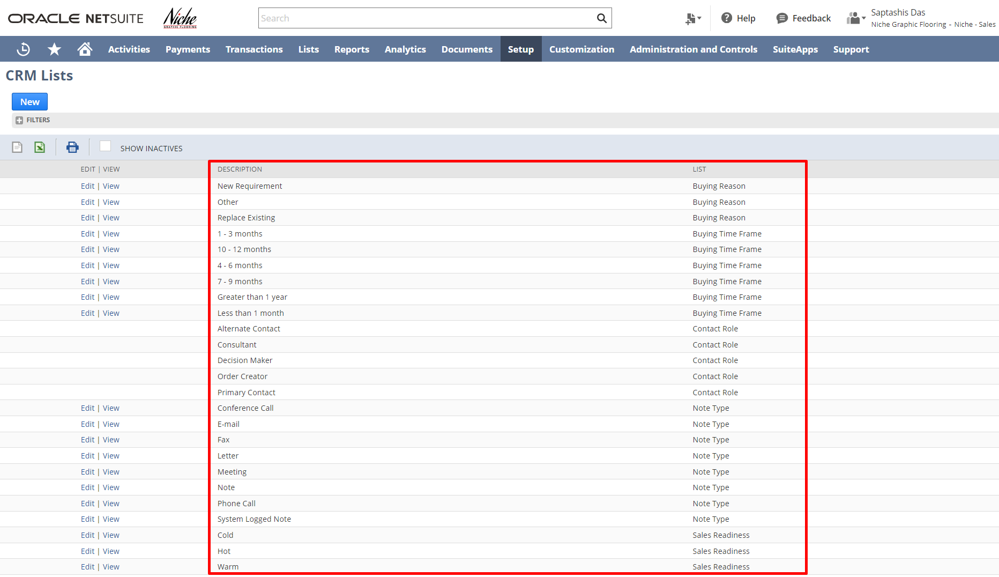 ORACLE NETSUITE
Niche
GRAPHIC FLOORING
Search
Help
Feedback
Saptashis Das
Niche Graphic Flooring - Niche - Sales
Activities Payments Transactions Lists Reports Analytics Documents Setup Customization Administration and Controls SuiteApps Support
CRM Lists
New
FILTERS
SHOW INACTIVES
EDIT | VIEW DESCRIPTION LIST
Edit | View New Requirement Buying Reason
Edit | View Other Buying Reason
Edit | View Replace Existing Buying Reason
Edit | View 1 - 3 months Buying Time Frame
Edit | View 10 - 12 months Buying Time Frame
Edit | View 4 - 6 months Buying Time Frame
Edit | View 7 - 9 months Buying Time Frame
Edit | View Greater than 1 year Buying Time Frame
Edit | View Less than 1 month Buying Time Frame
Alternate Contact Contact Role
Consultant Contact Role
Decision Maker Contact Role
Order Creator Contact Role
Primary Contact Contact Role
Edit | View Conference Call Note Type
Edit | View E-mail Note Type
Edit | View Fax Note Type
Edit | View Letter Note Type
Edit | View Meeting Note Type
Edit | View Note Note Type
Edit | View Phone Call Note Type
Edit | View System Logged Note Note Type
Edit | View Cold Sales Readiness
Edit | View Hot Sales Readiness
Edit | View Warm Sales Readiness